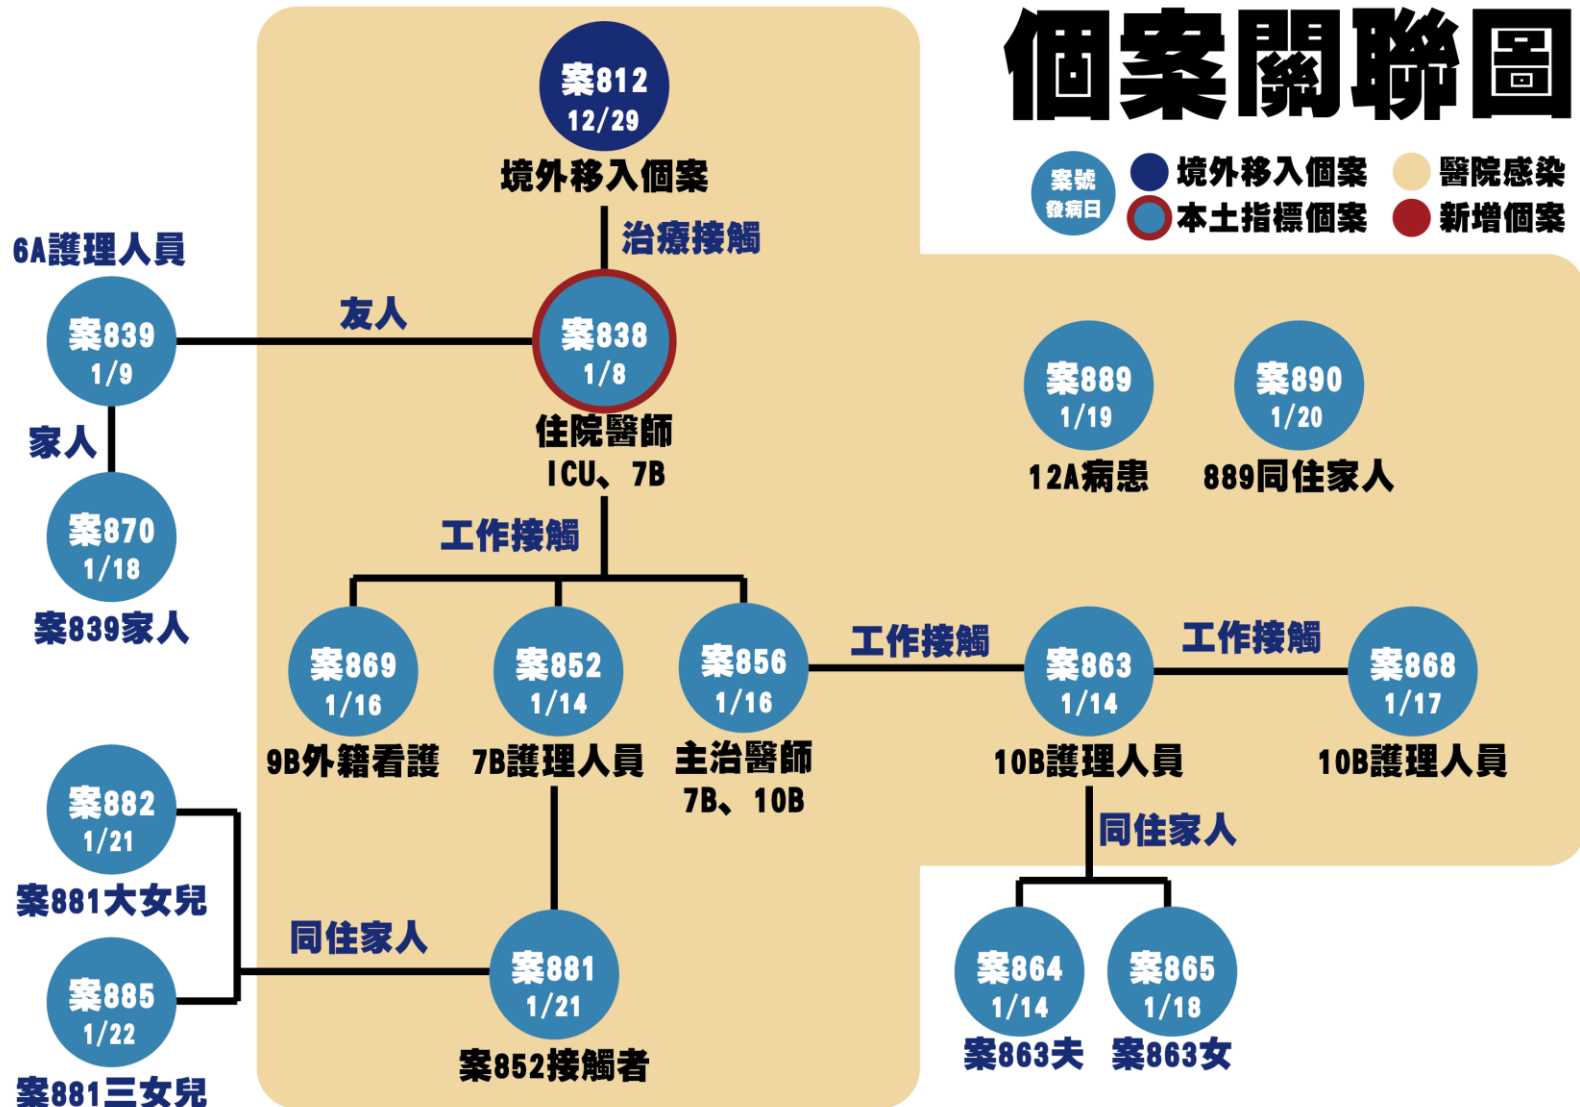 個案關聯圖
案號
發病日
境外移入個案
醫院感染
本土指標個案
新增個案
案812
12/29
境外移入個案
治療接觸
6A護理人員
案839
1/9
友人
案838
1/8
住院醫師
ICU、7B
家人
案870
1/18
案839家人
案889
1/19
12A病患
案890
1/20
889同住家人
工作接觸
案869
1/16
9B外籍看護
案852
1/14
7B護理人員
案856
1/16
主治醫師
7B、10B
工作接觸
案863
1/14
10B護理人員
工作接觸
案868
1/17
10B護理人員
同住家人
案864
1/14
案863夫
案865
1/18
案863女
案882
1/21
案881大女兒
同住家人
案881
1/21
案852接觸者
案885
1/22
案881三女兒